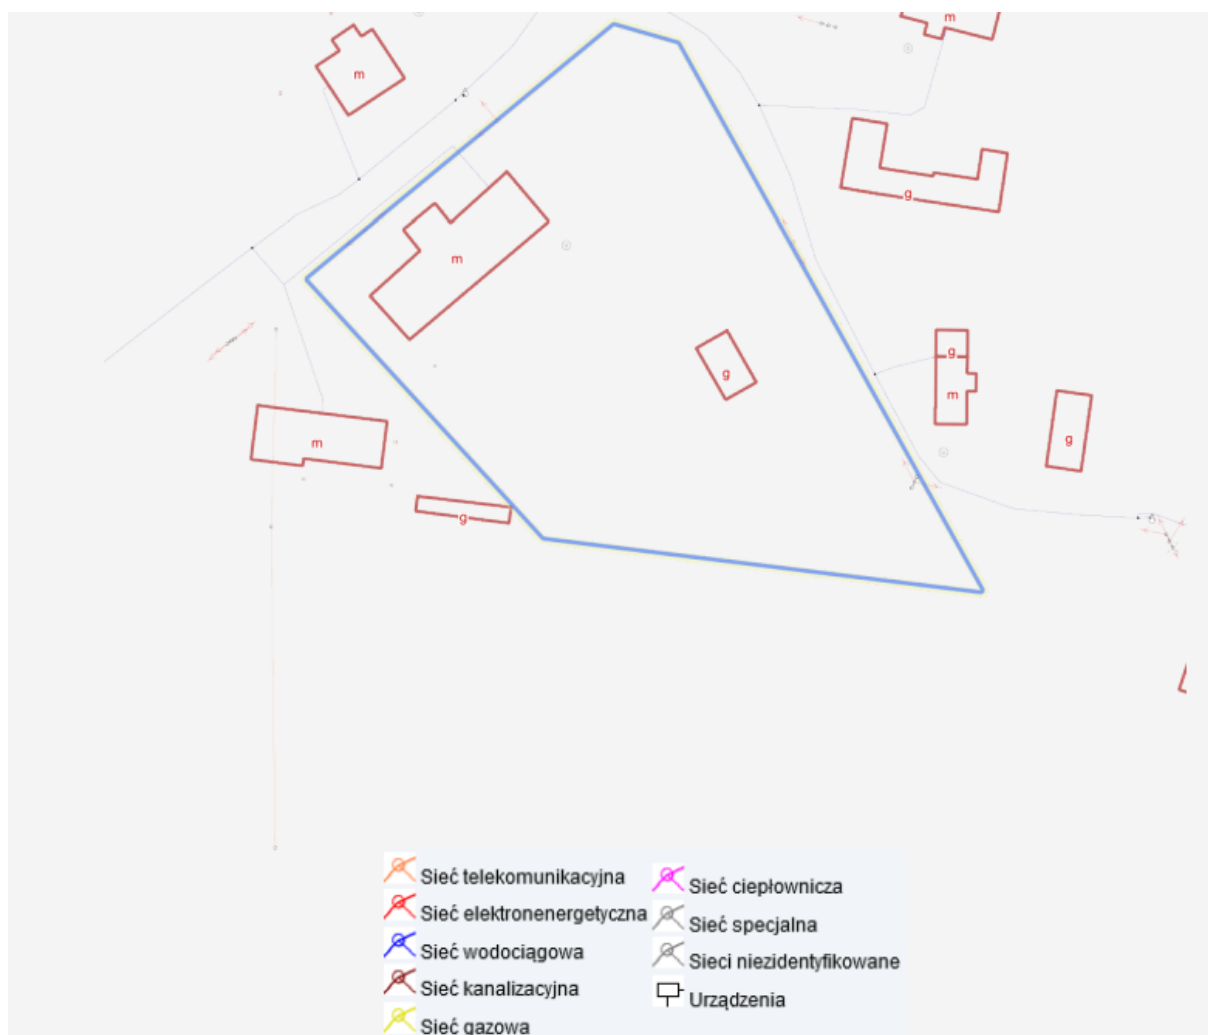 m
m
g
m
g
g
m
g
m
g
Sieć telekomunikacyjna
Sieć elektronenergetyczna
Sieć wodociągowa
Sieć kanalizacyjna
Sieć gazowa
Sieć ciepłownicza
Sieć specjalna
Sieci niezidentyfikowane
Urządzenia